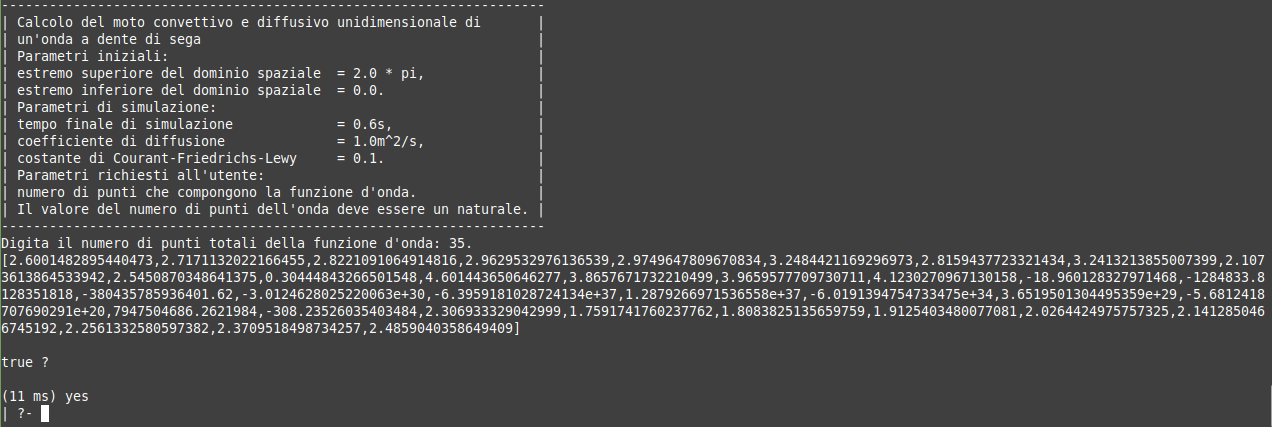 --------------------------------------------------------------------
| Calcolo del moto convettivo e diffusivo unidimensionale di       |
| un'onda a dente di sega                                          |
| Parametri iniziali:                                              |
| estremo superiore del dominio spaziale  = 2.0 * pi,              |
| estremo inferiore del dominio spaziale  = 0.0.                   |
| Parametri di simulazione:                                        |
| tempo finale di simulazione             = 0.6s,                  |
| coefficiente di diffusione              = 1.0m^2/s,              |
| costante di Courant-Friedrichs-Lewy     = 0.1.                   |
| Parametri richiesti all'utente:                                  |
| numero di punti che compongono la funzione d'onda.               |
| Il valore del numero di punti dell'onda deve essere un naturale. |
--------------------------------------------------------------------
Digita il numero di punti totali della funzione d'onda: 35.
[2.6001482895440473,2.7171132022166455,2.8221091064914816,2.9629532976136539,2.9749647809670834,3.2484421169296973,2.8159437723321434,3.2413213855007399,2.107
3613864533942,2.5450870348641375,0.30444843266501548,4.601443650646277,3.8657671732210499,3.9659577709730711,4.1230270967130158,-18.960128327971468,-1284833.8
128351818,-380435785936401.62,-3.0124628025220063e+30,-6.3959181028724134e+37,1.2879266971536558e+37,-6.0191394754733475e+34,3.6519501304495359e+29,-5.6812418
707690291e+20,7947504686.2621984,-308.23526035403484,2.306933329042999,1.7591741760237762,1.8083825135659759,1.9125403480077081,2.0264424975757325,2.141285046
6745192,2.2561332580597382,2.3709518498734257,2.4859040358649409]
true ?
(11 ms) yes
| ?-